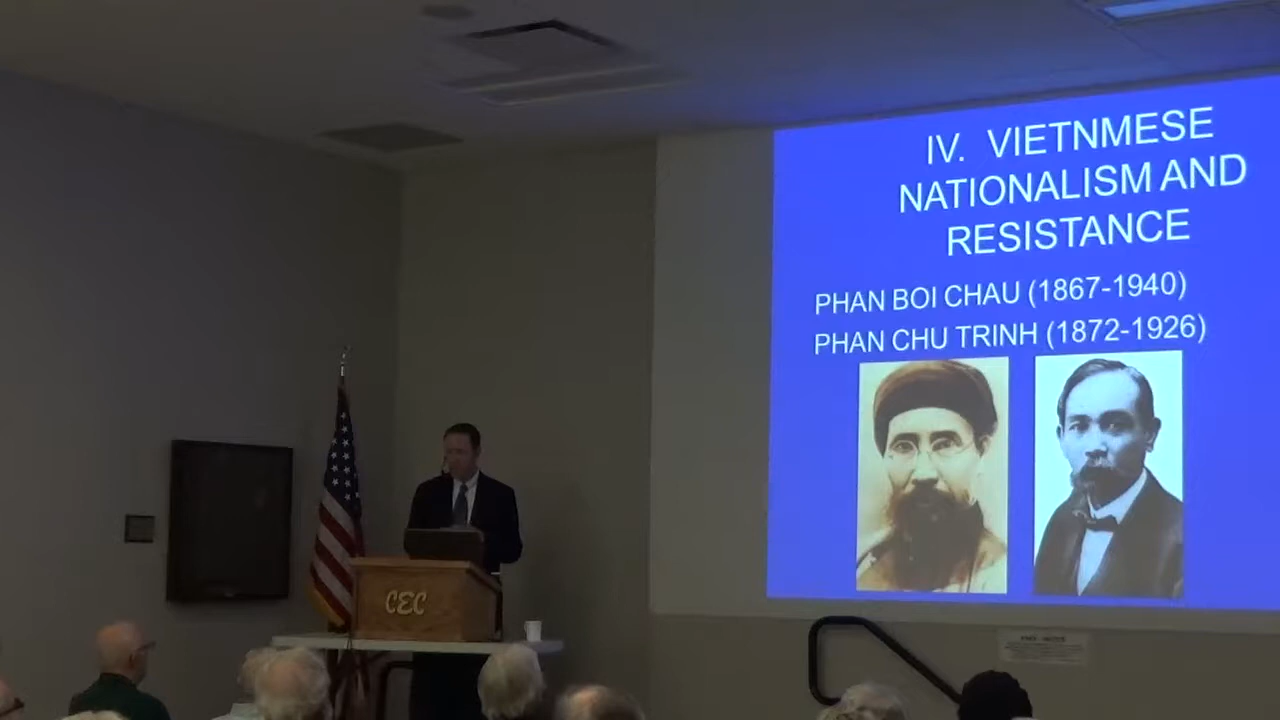 IV. VIETNMESE
NATIONALISM AND
RESISTANCE
PHAN BOI CHAU (1867-1940)
PHAN CHU TRINH (1872-1926)
CEC